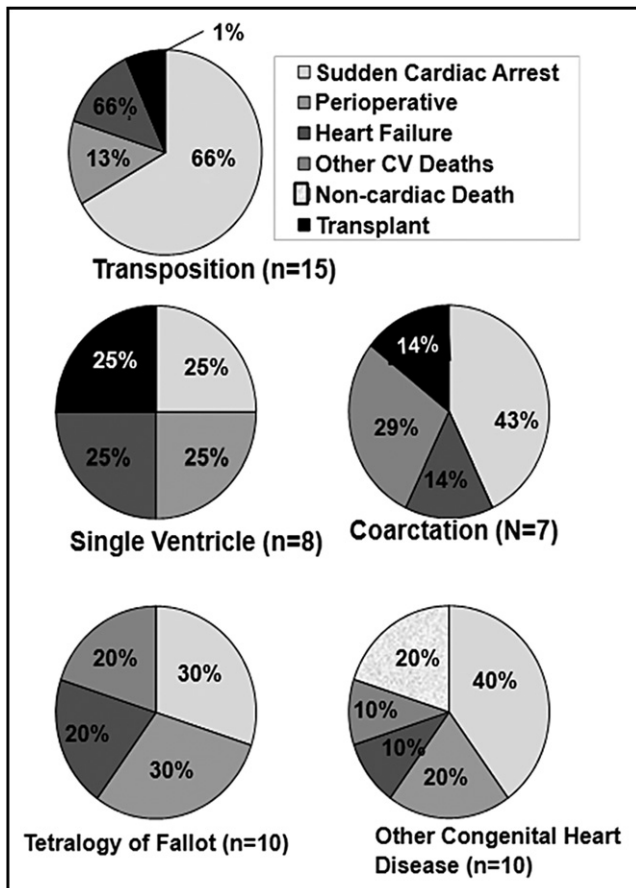 1%
66%
13%
66%
Sudden Cardiac Arrest
Perioperative
Heart Failure
Other CV Deaths
Non-cardiac Death
Transplant
Transposition (n=15)
25%
25%
25%
25%
Single Ventricle (n=8)
14%
43%
29%
14%
Coarctation (N=7)
20%
30%
20%
30%
Tetralogy of Fallot (n=10)
20%
40%
10%
10%
20%
Other Congenital Heart
Disease (n=10)